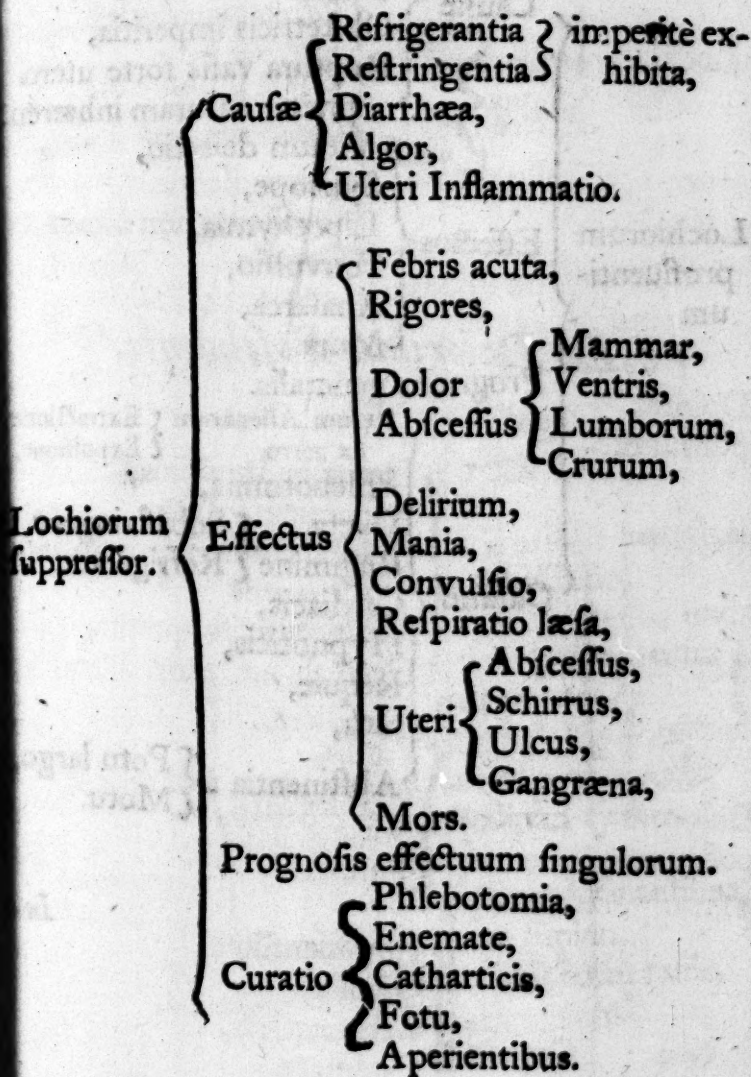 Refrigerantia imperitè ex-
Reſtringentia hibita,
Cauſæ Diarrhæa,
Algor,
Uteri Inflammatio.
Febris acuta,
Rigores,
Mammar,
Dolor Ventris,
Abſceſſus Lumborum,
Crurum,
Delirium,
Lochiorum Effectus Mania,
ſuppreſſor. Convulſio,
Reſpiratio læſa,
Abſceſſus,
Schirrus,
Uteri Ulcus,
Gangræna,
Mors.
Prognoſis effectuum ſingulorum.
Phlebotomia,
Enemate,
Curatio Catharticis,
Fotu,
Aperientibus.